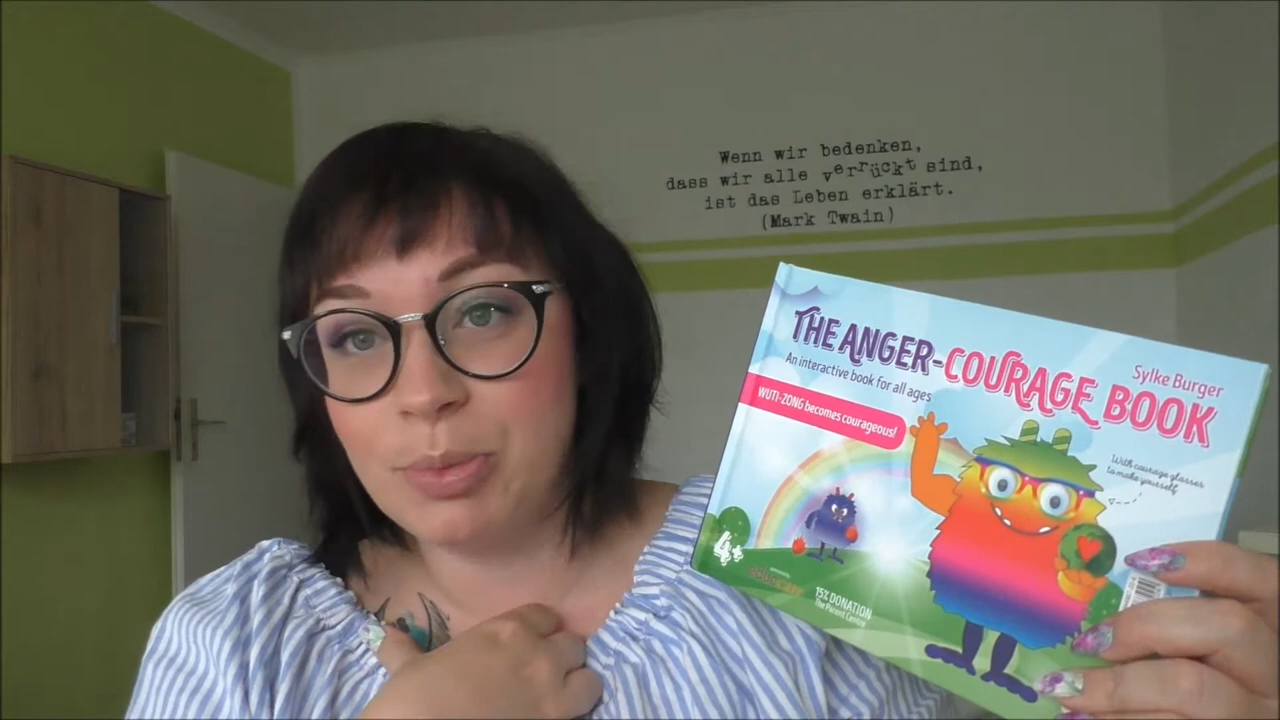 Wenn wir bedenken,
dass wir alle verrückt sind,
ist das Leben erklärt.
(Mark Twain)
THE ANGER-COURAGE BOOK
Sylke Burger
An interactive book for all ages
WUTI-ZONG becomes courageous!
With courage glasses
to make yourself
4+
sponsored by
15% DONATION
The Parent Centre